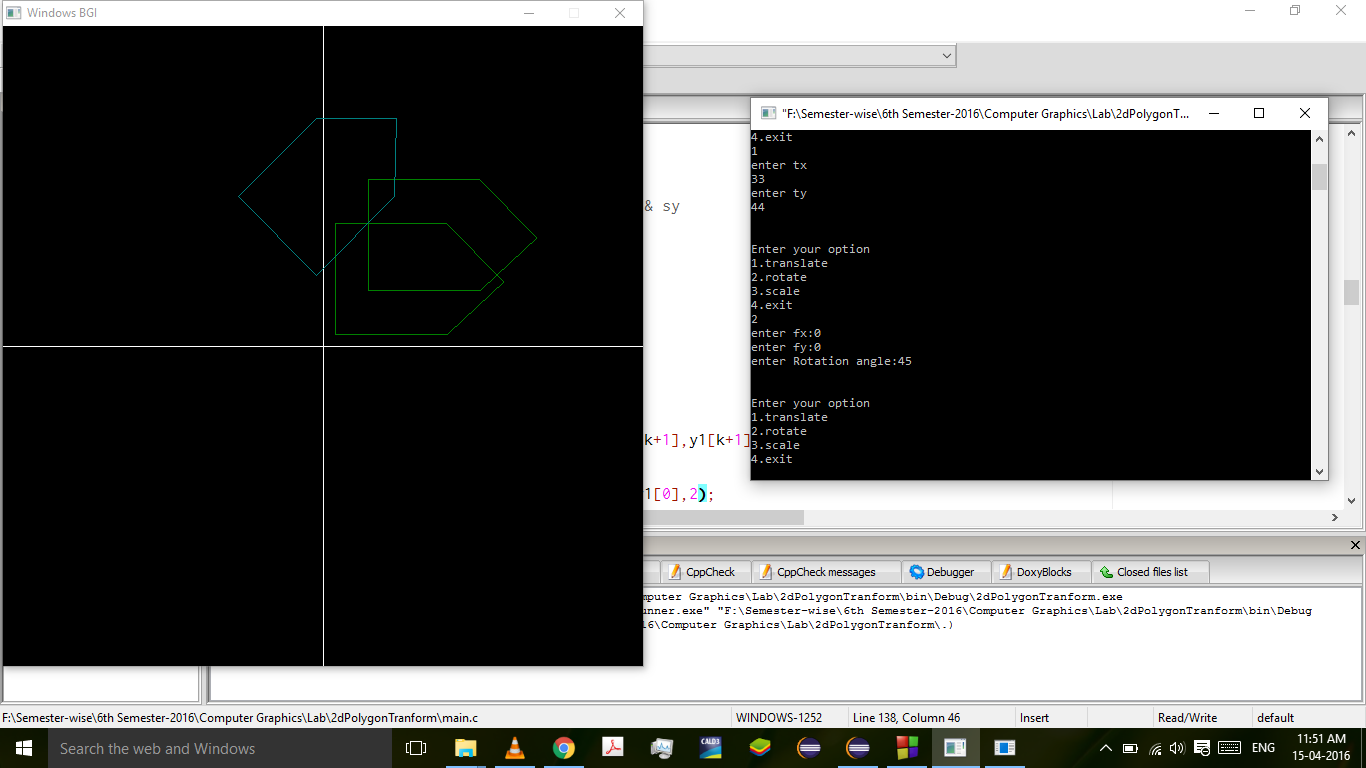 Windows BGI
"F:\Semester-wise\6th Semester-2016\Computer Graphics\Lab\2dPolygonT...
4.exit
1
enter tx
33
enter ty
44
Enter your option
1.translate
2.rotate
3.scale
4.exit
2
enter fx:0
enter fy:0
enter Rotation angle:45
Enter your option
1.translate
2.rotate
3.scale
4.exit
& sy
k+1],y1[k+1]
1[0],2);
CppCheck
CppCheck messages
Debugger
DoxyBlocks
Closed files list
mputer Graphics\Lab\2dPolygonTranform\bin\Debug\2dPolygonTranform.exe
unner.exe" "F:\Semester-wise\6th Semester-2016\Computer Graphics\Lab\2dPolygonTranform\bin\Debug
16\Computer Graphics\Lab\2dPolygonTranform\.)
F:\Semester-wise\6th Semester-2016\Computer Graphics\Lab\2dPolygonTranform\main.c
WINDOWS-1252
Line 138, Column 46
Insert
Read/Write
default
Search the web and Windows
CALD3
ENG
11:51 AM
15-04-2016